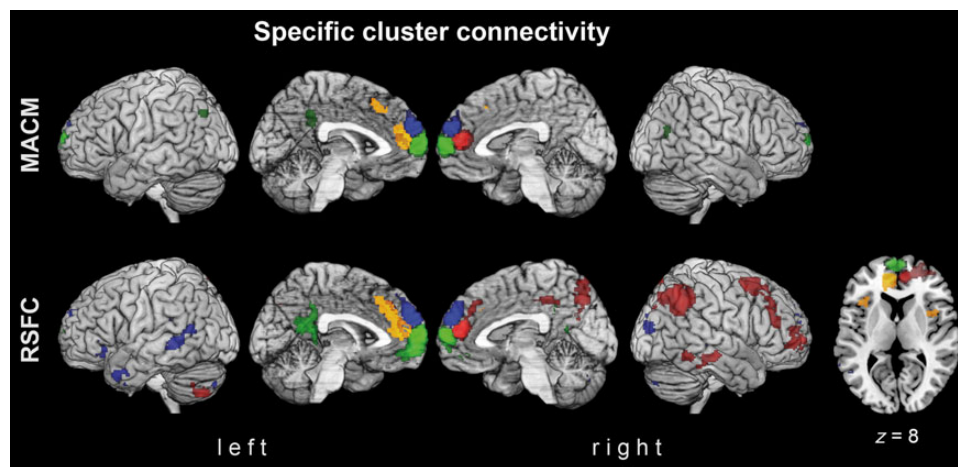 Specific cluster connectivity
MACM
RSFC
left
right
z = 8